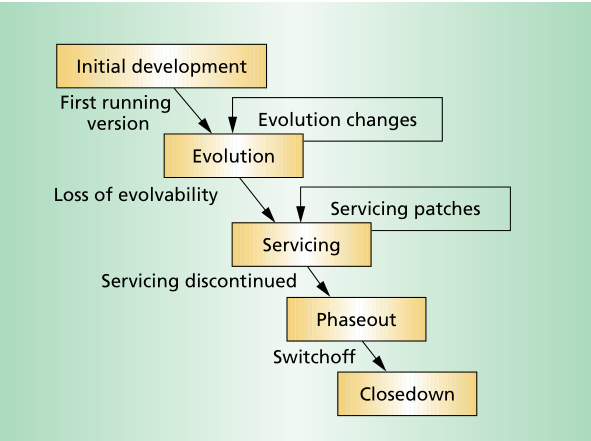 Initial development
First running
version
Evolution changes
Evolution
Loss of evolvability
Servicing patches
Servicing
Servicing discontinued
Phaseout
Switchoff
Closedown